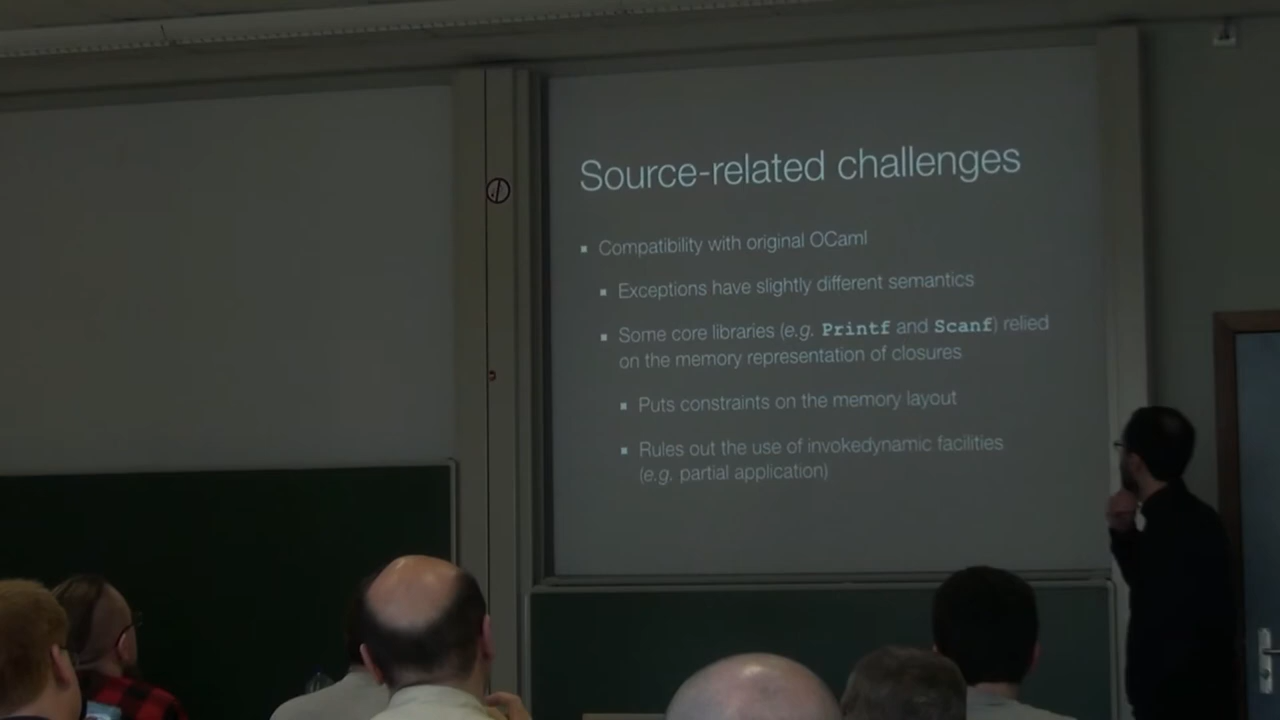 Source-related challenges
▪ Compatibility with original OCaml
▪ Exceptions have slightly different semantics
▪ Some core libraries (e.g. Printf and Scanf) relied
on the memory representation of closures
▪ Puts constraints on the memory layout
▪ Rules out the use of invokedynamic facilities
(e.g. partial application)